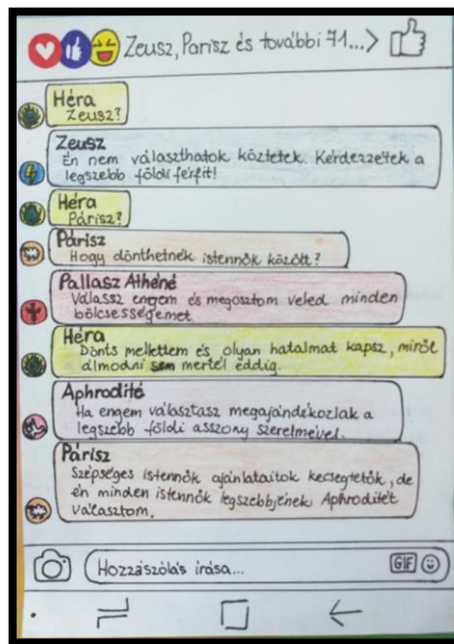 Zeusz, Parisz és további 71...>
Héra
Zeusz?
Zeusz
Én nem választhatok köztetek. Kérdezzétek a
legszebb földi férfit!
Héra
Párisz?
Párisz
Hogy dönthetnék istennők között?
Pallasz Athéné
Válassz engem és megosztom veled minden
bölcsességemet.
Héra
Dönts mellettem és olyan hatalmat kapsz, miről
álmodni sem mertél eddig.
Aphrodité
Ha engem választasz megajándékozlak a
legszebb földi asszony szerelmével.
Párisz
Szépséges istennők ajánlataitok kecsegtetők, de
én minden istennők legszebbjének Aphroditét
választom.
Hozzászólás írása...
GIF